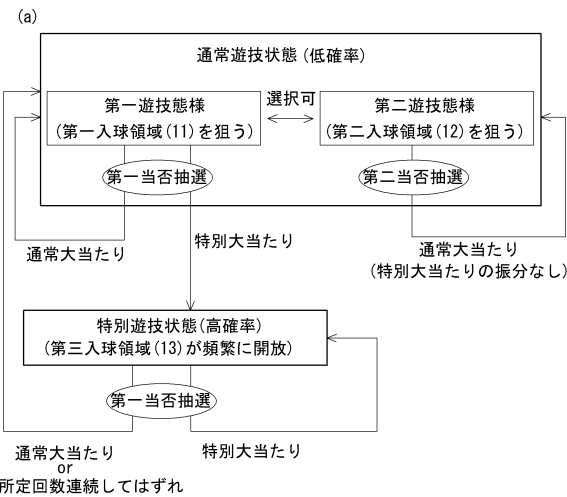 (a)
通常遊技状態(低確率)
第一遊技態様
(第一入球領域(11)を狙う)
選択可
第二遊技態様
(第二入球領域(12)を狙う)
第一当否抽選
第二当否抽選
通常大当たり
特別大当たり
通常大当たり
(特別大当たりの振分なし)
特別遊技状態(高確率)
(第三入球領域(13)が頻繁に開放)
第一当否抽選
通常大当たり
or
所定回数連続してはずれ
特別大当たり